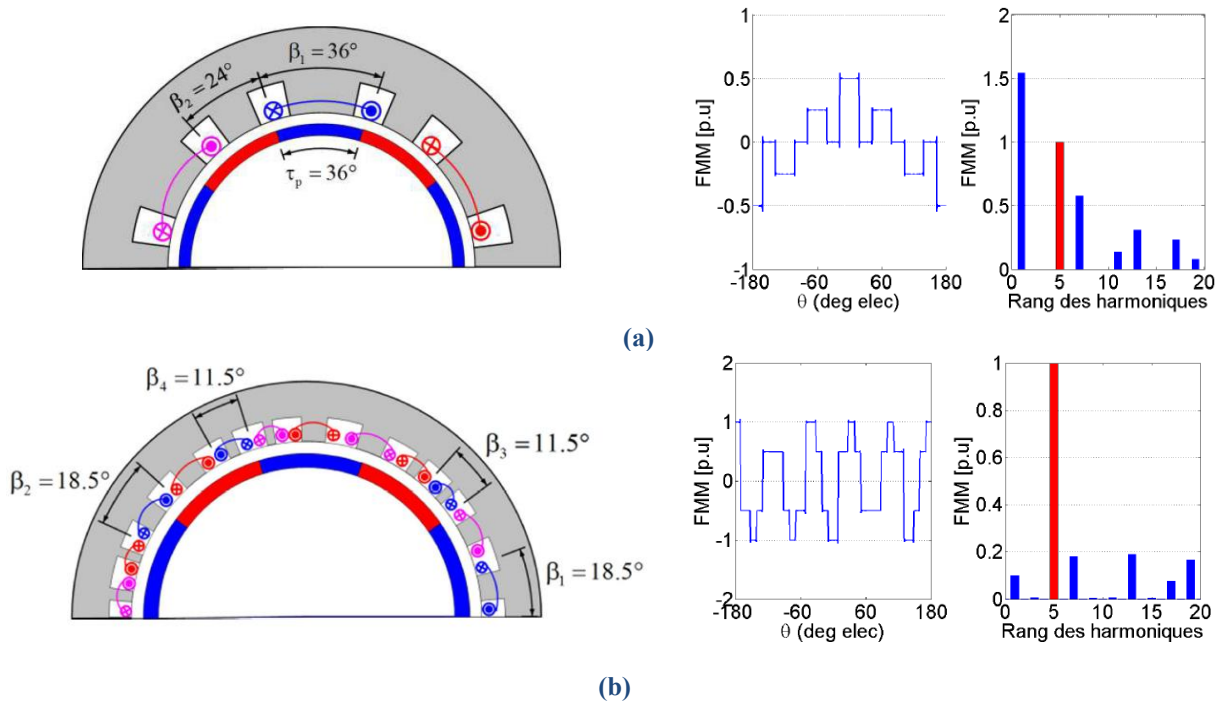 β₁ = 36°
β₂ = 24°
τₚ = 36°
FMM [p.u]
1
0.5
0
-0.5
-1
-180
-60
60
180
θ (deg elec)
FMM [p.u]
2
1.5
1
0.5
0
0
5
10
15
20
Rang des harmoniques
(a)
β₄ = 11.5°
β₃ = 11.5°
β₂ = 18.5°
β₁ = 18.5°
FMM [p.u]
2
1
0
-1
-2
-180
-60
60
180
θ (deg elec)
FMM [p.u]
1
0.8
0.6
0.4
0.2
0
0
5
10
15
20
Rang des harmoniques
(b)